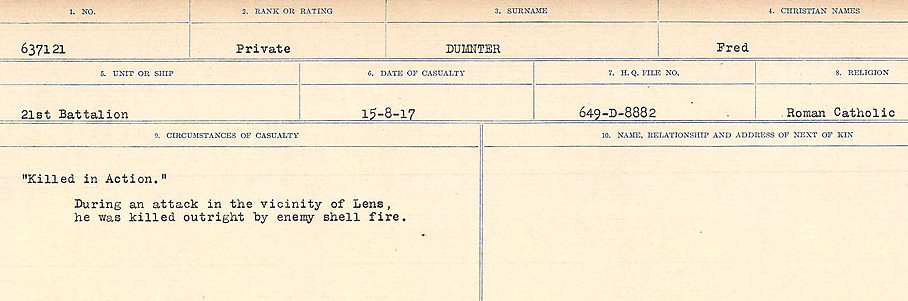 1. NO. 2. RANK OR RATING 3. SURNAME 4. CHRISTIAN NAMES
637121 Private DUMNTER Fred
5. UNIT OR SHIP 6. DATE OF CASUALTY 7. H.Q. FILE NO. 8. RELIGION
21st Battalion 15-8-17 649-D-8882 Roman Catholic
9. CIRCUMSTANCES OF CASUALTY 10. NAME, RELATIONSHIP AND ADDRESS OF NEXT OF KIN
"Killed in Action."
During an attack in the vicinity of Lens,
he was killed outright by enemy shell fire.